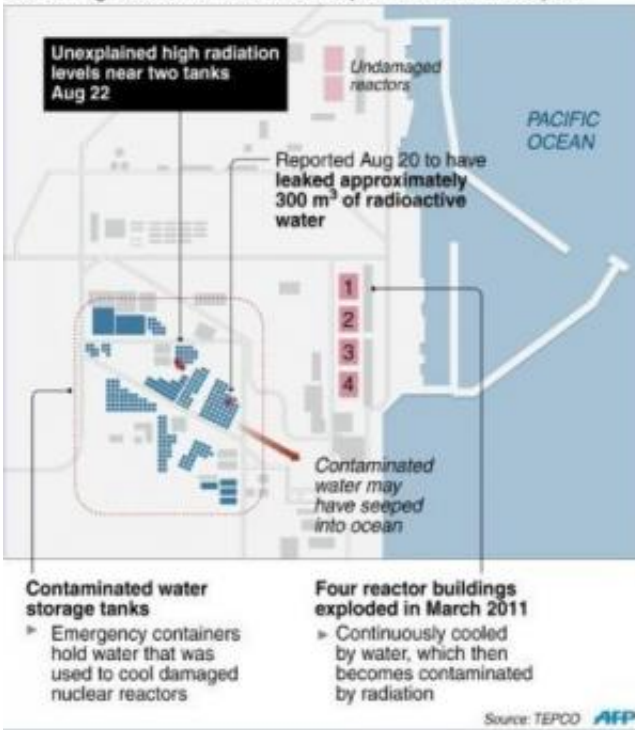 Unexplained high radiation
levels near two tanks
Aug 22
Undamaged
reactors
PACIFIC
OCEAN
Reported Aug 20 to have
leaked approximately
300 m³ of radioactive
water
1
2
3
4
Contaminated
water may
have seeped
into ocean
Contaminated water
storage tanks
Emergency containers
hold water that was
used to cool damaged
nuclear reactors
Four reactor buildings
exploded in March 2011
Continuously cooled
by water, which then
becomes contaminated
by radiation
Source: TEPCO AFP